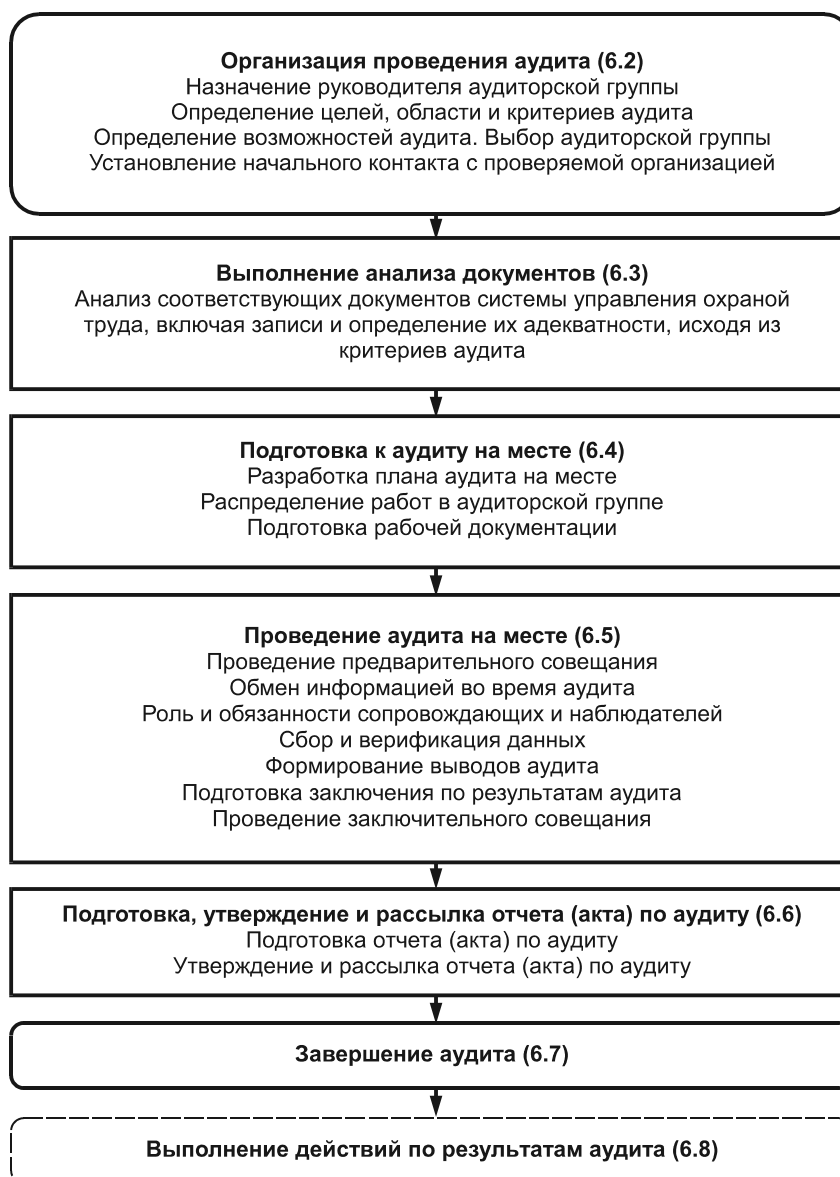 Организация проведения аудита (6.2)
Назначение руководителя аудиторской группы
Определение целей, области и критериев аудита
Определение возможностей аудита. Выбор аудиторской группы
Установление начального контакта с проверяемой организацией
Выполнение анализа документов (6.3)
Анализ соответствующих документов системы управления охраной
труда, включая записи и определение их адекватности, исходя из
критериев аудита
Подготовка к аудиту на месте (6.4)
Разработка плана аудита на месте
Распределение работ в аудиторской группе
Подготовка рабочей документации
Проведение аудита на месте (6.5)
Проведение предварительного совещания
Обмен информацией во время аудита
Роль и обязанности сопровождающих и наблюдателей
Сбор и верификация данных
Формирование выводов аудита
Подготовка заключения по результатам аудита
Проведение заключительного совещания
Подготовка, утверждение и рассылка отчета (акта) по аудиту (6.6)
Подготовка отчета (акта) по аудиту
Утверждение и рассылка отчета (акта) по аудиту
Завершение аудита (6.7)
Выполнение действий по результатам аудита (6.8)